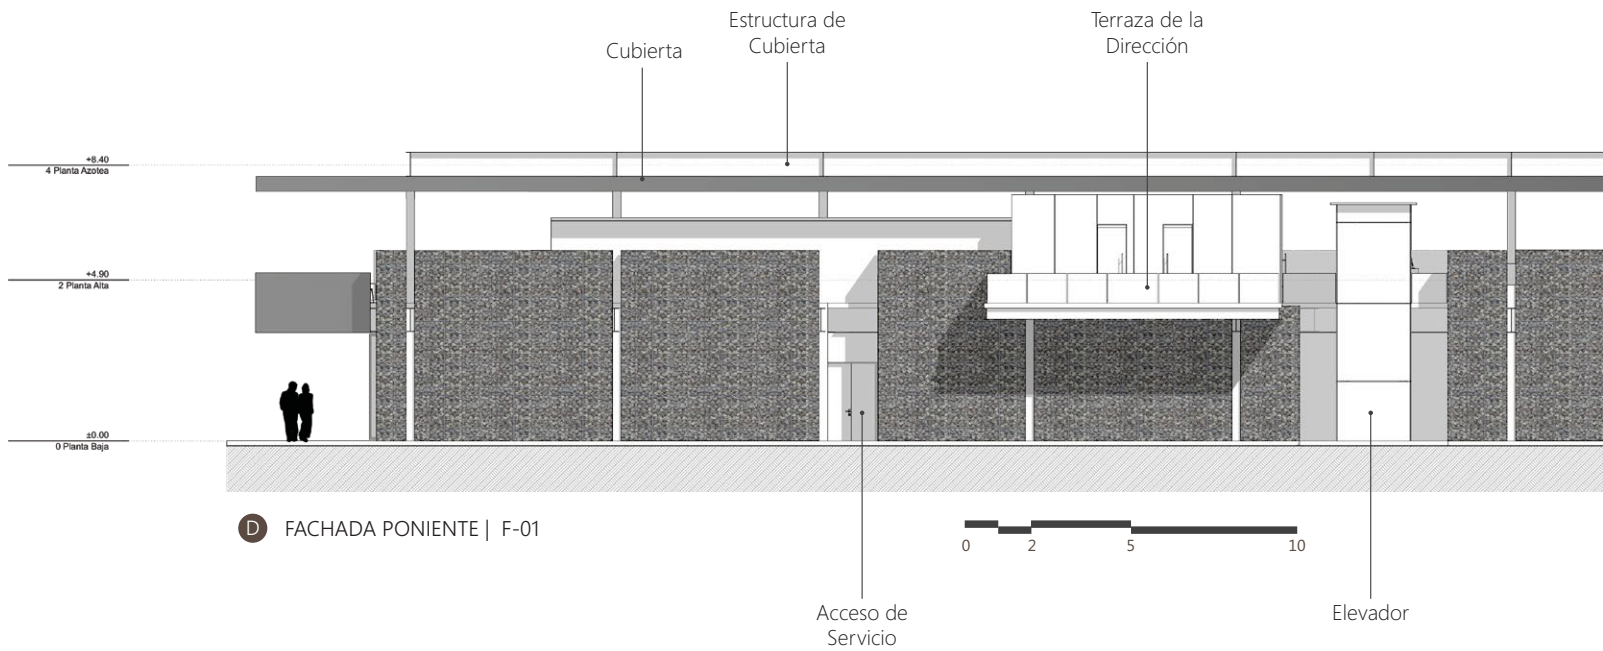 Estructura de
Cubierta
Terraza de la
Dirección
Cubierta
+8.40
4 Planta Azotea
+4.90
2 Planta Alta
±0.00
0 Planta Baja
D FACHADA PONIENTE | F-01
0 2 5 10
Acceso de
Servicio
Elevador